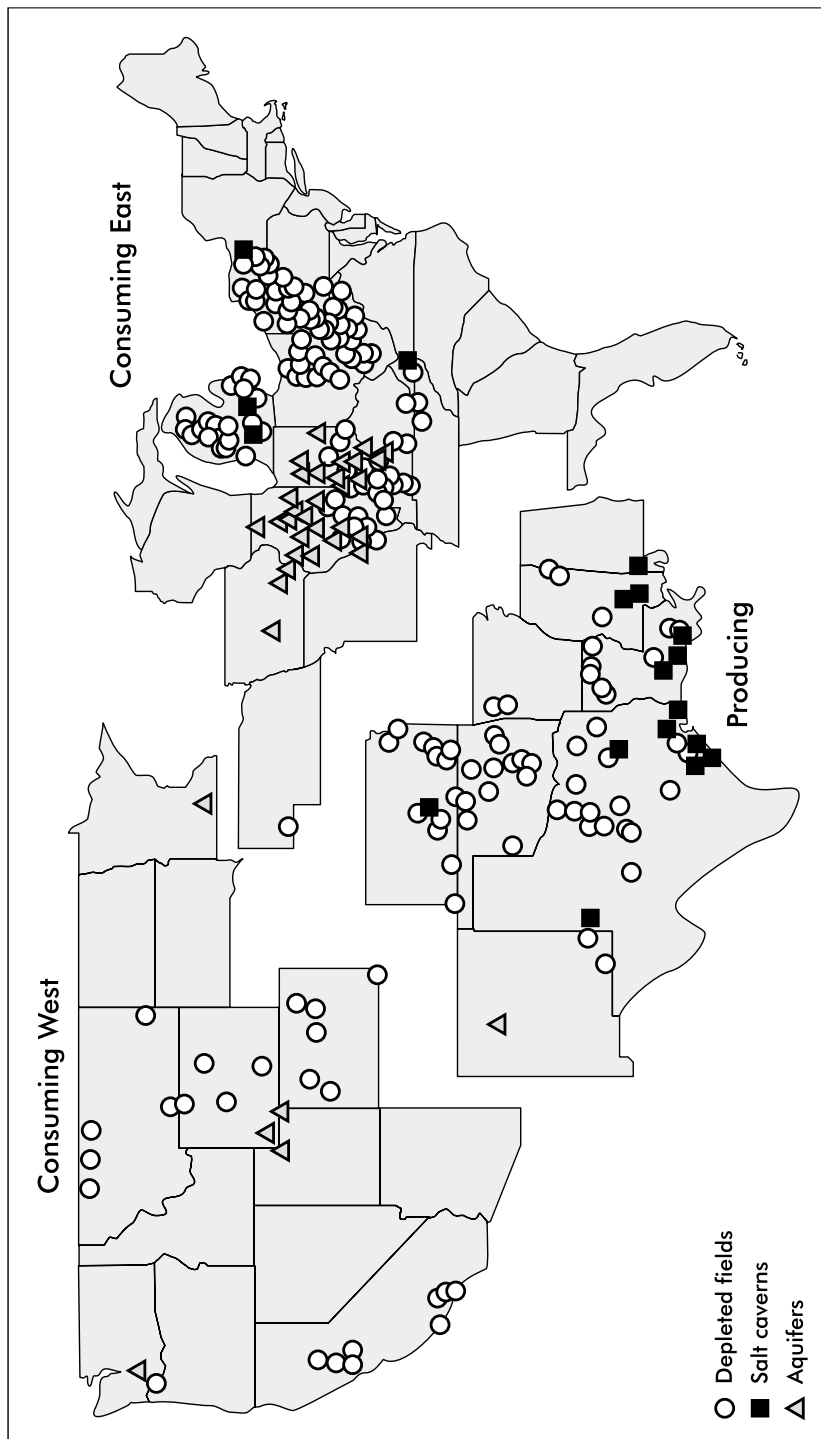 Consuming West
Consuming East
Producing
Depleted fields
Salt caverns
Aquifers